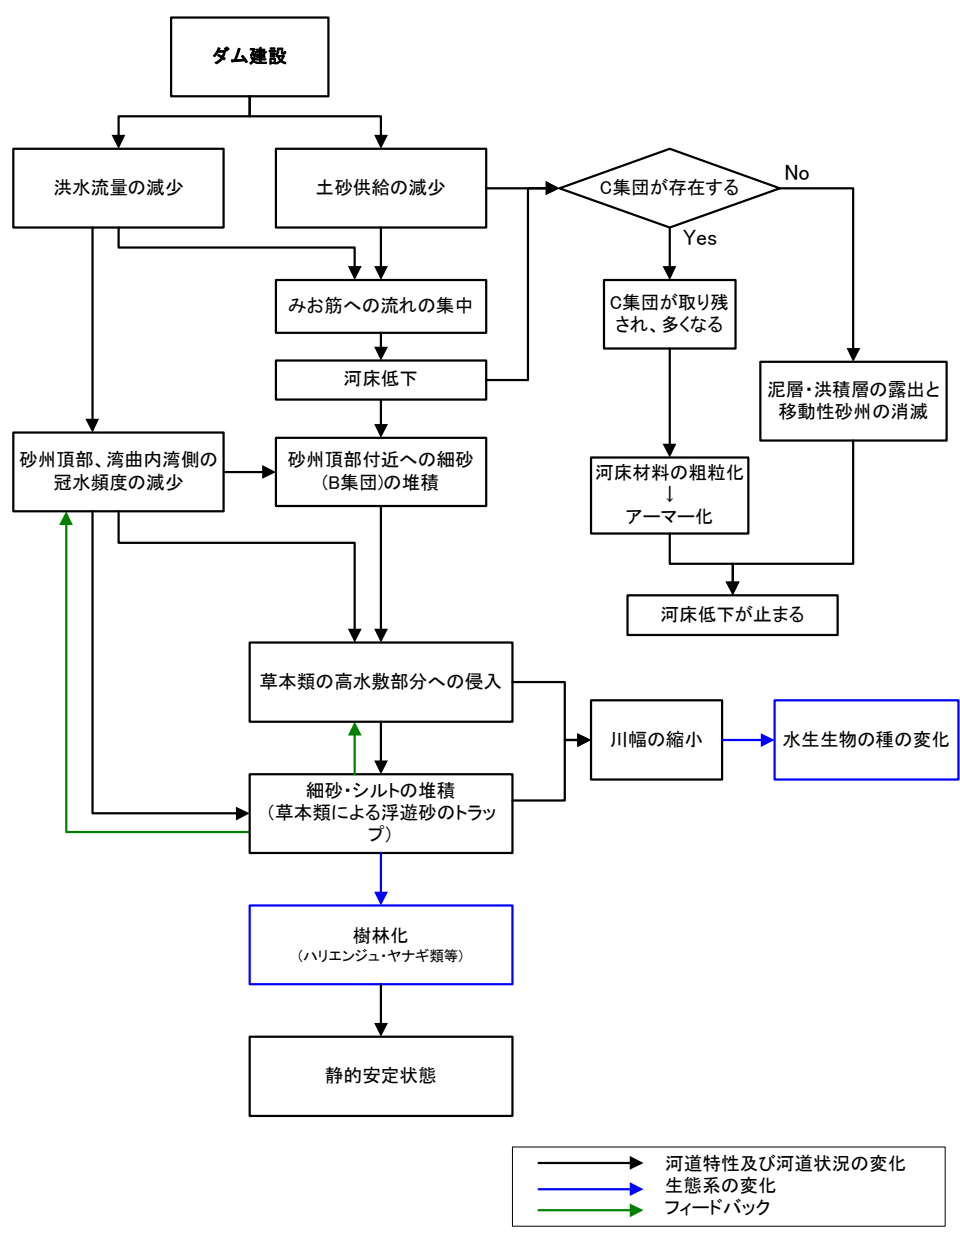 ダム建設
洪水流量の減少
土砂供給の減少
C集団が存在する
No
Yes
みお筋への流れの集中
C集団が取り残
され、多くなる
河床低下
泥層・洪積層の露出と
移動性砂州の消滅
砂州頂部、湾曲内湾側の
冠水頻度の減少
砂州頂部付近への細砂
(B集団)の堆積
河床材料の粗粒化
↓
アーマー化
河床低下が止まる
草本類の高水敷部分への侵入
川幅の縮小
水生生物の種の変化
細砂・シルトの堆積
(草本類による浮遊砂のトラッ
プ)
樹林化
(ハリエンジュ・ヤナギ類等)
静的安定状態
河道特性及び河道状況の変化
生態系の変化
フィードバック